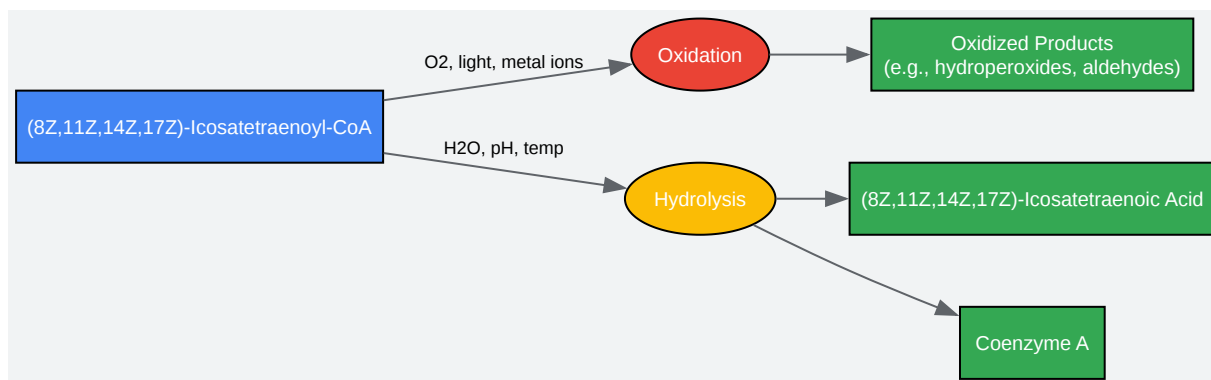 O2, light, metal ions
Oxidation
Oxidized Products
(e.g., hydroperoxides, aldehydes)
(8Z,11Z,14Z,17Z)-Icosatetraenoyl-CoA
H2O, pH, temp
Hydrolysis
(8Z,11Z,14Z,17Z)-Icosatetraenoic Acid
Coenzyme A